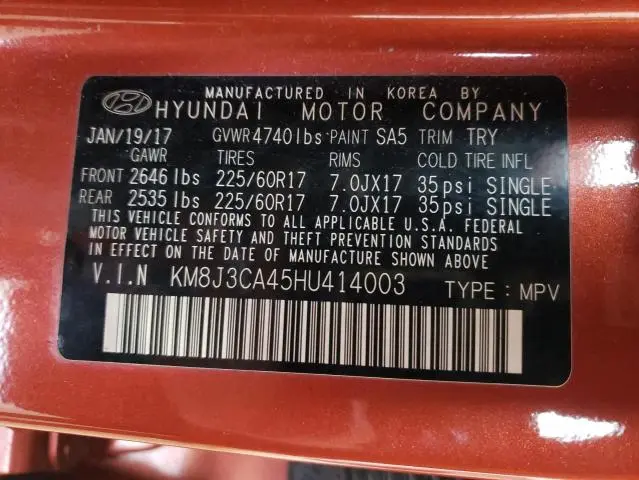 MANUFACTURED IN KOREA BY
HYUNDAI MOTOR COMPANY
JAN/19/17 GVWR 4740lbs PAINT SA5 TRIM TRY
GAWR TIRES RIMS COLD TIRE INFL
FRONT 2646 lbs 225/60R17 7.0JX17 35psi SINGLE
REAR 2535 lbs 225/60R17 7.0JX17 35psi SINGLE
THIS VEHICLE CONFORMS TO ALL APPLICABLE U.S.A. FEDERAL
MOTOR VEHICLE SAFETY AND THEFT PREVENTION
STANDARDS IN EFFECT ON THE DATE OF MANUFACTURE SHOWN ABOVE.
V.I.N KM8J3CA45HU414003 TYPE : MPV